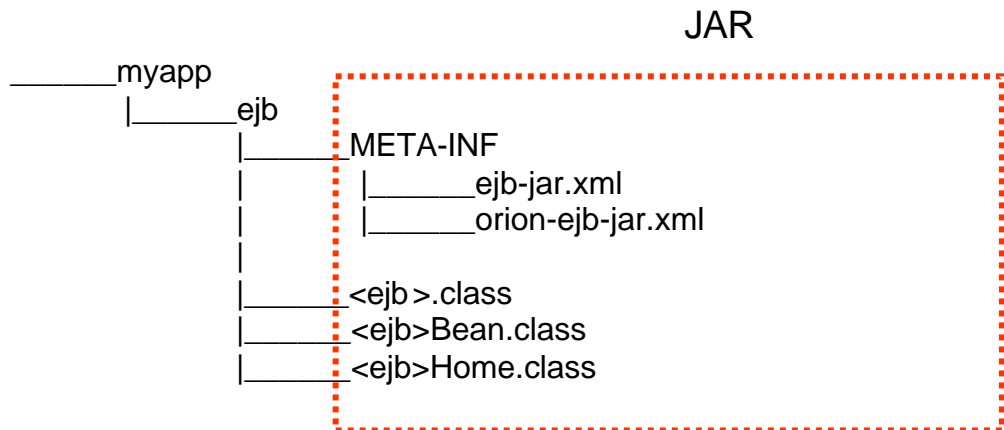 JAR
______myapp
|______ejb
|______META-INF
| |______ejb-jar.xml
| |______orion-ejb-jar.xml
|
|______<ejb>.class
|______<ejb>Bean.class
|______<ejb>Home.class